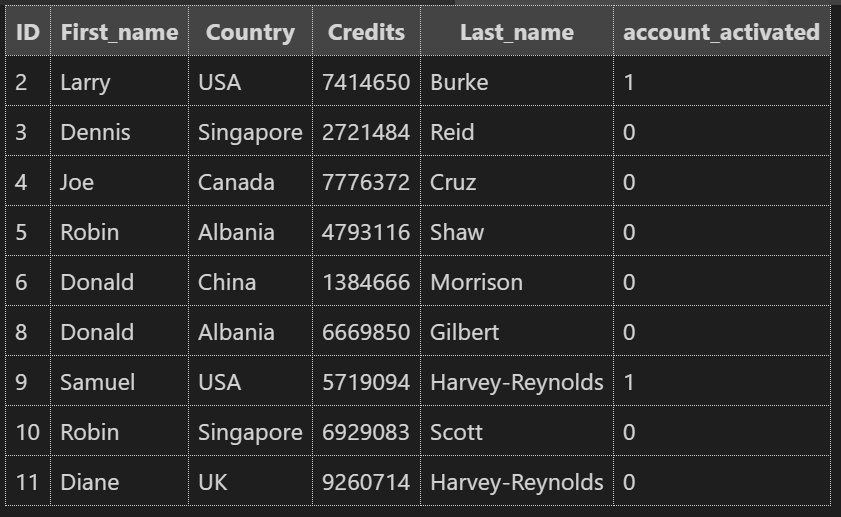 ID First_name Country Credits Last_name account_activated
2 Larry USA 7414650 Burke 1
3 Dennis Singapore 2721484 Reid 0
4 Joe Canada 7776372 Cruz 0
5 Robin Albania 4793116 Shaw 0
6 Donald China 1384666 Morrison 0
8 Donald Albania 6669850 Gilbert 0
9 Samuel USA 5719094 Harvey-Reynolds 1
10 Robin Singapore 6929083 Scott 0
11 Diane UK 9260714 Harvey-Reynolds 0